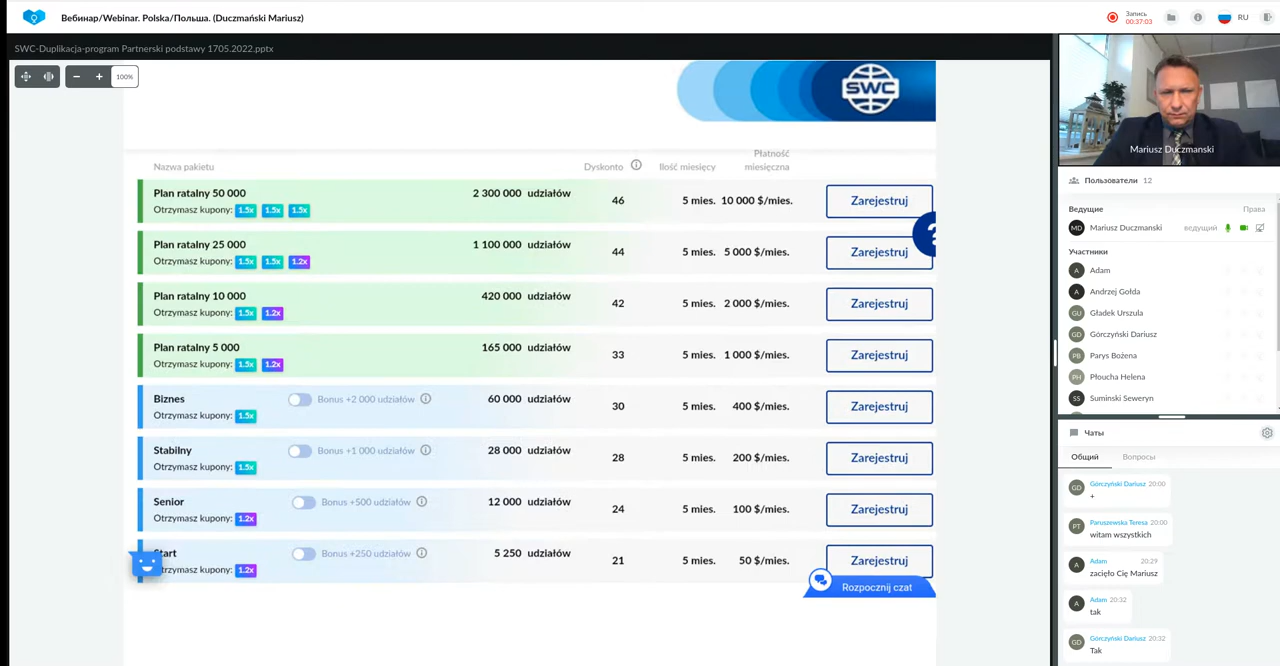 Вебинар/Webinar. Polska/Польша. (Duczmański Mariusz)
Запись
00:37:03
RU
SWC-Duplikacja-program Partnerski podstawy 1705.2022.pptx
100%
SWC
Nazwa pakietu
Dyskonto
Ilość miesięcy
Płatność
miesięczna
Plan ratalny 50 000
2 300 000 udziałów
Otrzymasz kupony: 1.5x 1.5x 1.5x
46
5 mies.
10 000 $/mies.
Zarejestruj
?
Plan ratalny 25 000
1 100 000 udziałów
Otrzymasz kupony: 1.5x 1.5x 1.2x
44
5 mies.
5 000 $/mies.
Zarejestruj
Plan ratalny 10 000
420 000 udziałów
Otrzymasz kupony: 1.5x 1.2x
42
5 mies.
2 000 $/mies.
Zarejestruj
Plan ratalny 5 000
165 000 udziałów
Otrzymasz kupony: 1.5x 1.2x
33
5 mies.
1 000 $/mies.
Zarejestruj
Biznes
Bonus +2 000 udziałów
60 000 udziałów
Otrzymasz kupony: 1.5x
30
5 mies.
400 $/mies.
Zarejestruj
Stabilny
Bonus +1 000 udziałów
28 000 udziałów
Otrzymasz kupony: 1.5x
28
5 mies.
200 $/mies.
Zarejestruj
Senior
Bonus +500 udziałów
12 000 udziałów
Otrzymasz kupony: 1.2x
24
5 mies.
100 $/mies.
Zarejestruj
tart
Bonus +250 udziałów
5 250 udziałów
rzymasz kupony: 1.2x
21
5 mies.
50 $/mies.
Zarejestruj
Rozpocznij czat
Mariusz Duczmanski
Пользователи 12
Ведущие
Права
MD Mariusz Duczmanski ведущий
Участники
A Adam
A Andrzej Gołda
GU Gładek Urszula
GD Górczyński Dariusz
PB Parys Bożena
PH Płoucha Helena
SS Suminski Seweryn
Чаты
Общий
Вопросы
GD Górczyński Dariusz 20:00
+
PT Paruszewska Teresa 20:00
witam wszystkich
A Adam 20:29
zacięło Cię Mariusz
A Adam 20:32
tak
GD Górczyński Dariusz 20:32
Tak